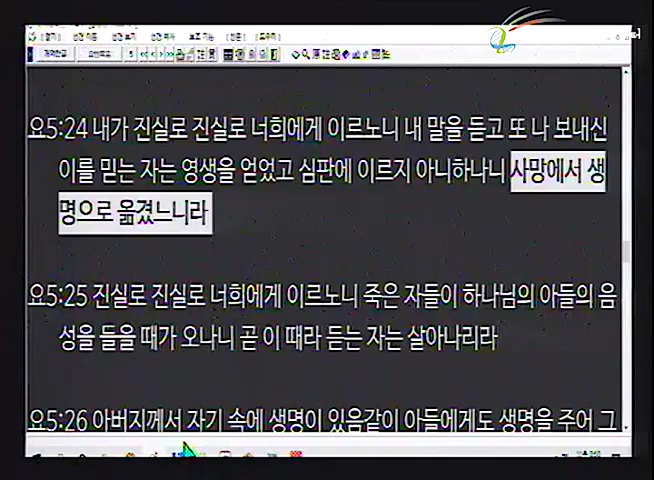 요5:24 내가 진실로 진실로 너희에게 이르노니 내 말을 듣고 또 나 보내신
이를 믿는 자는 영생을 얻었고 심판에 이르지 아니하나니 사망에서 생
명으로 옮겼느니라
요5:25 진실로 진실로 너희에게 이르노니 죽은 자들이 하나님의 아들의 음
성을 들을 때가 오나니 곧 이 때라 듣는 자는 살아나리라
요5:26 아버지께서 자기 속에 생명이 있음같이 아들에게도 생명을 주어 그